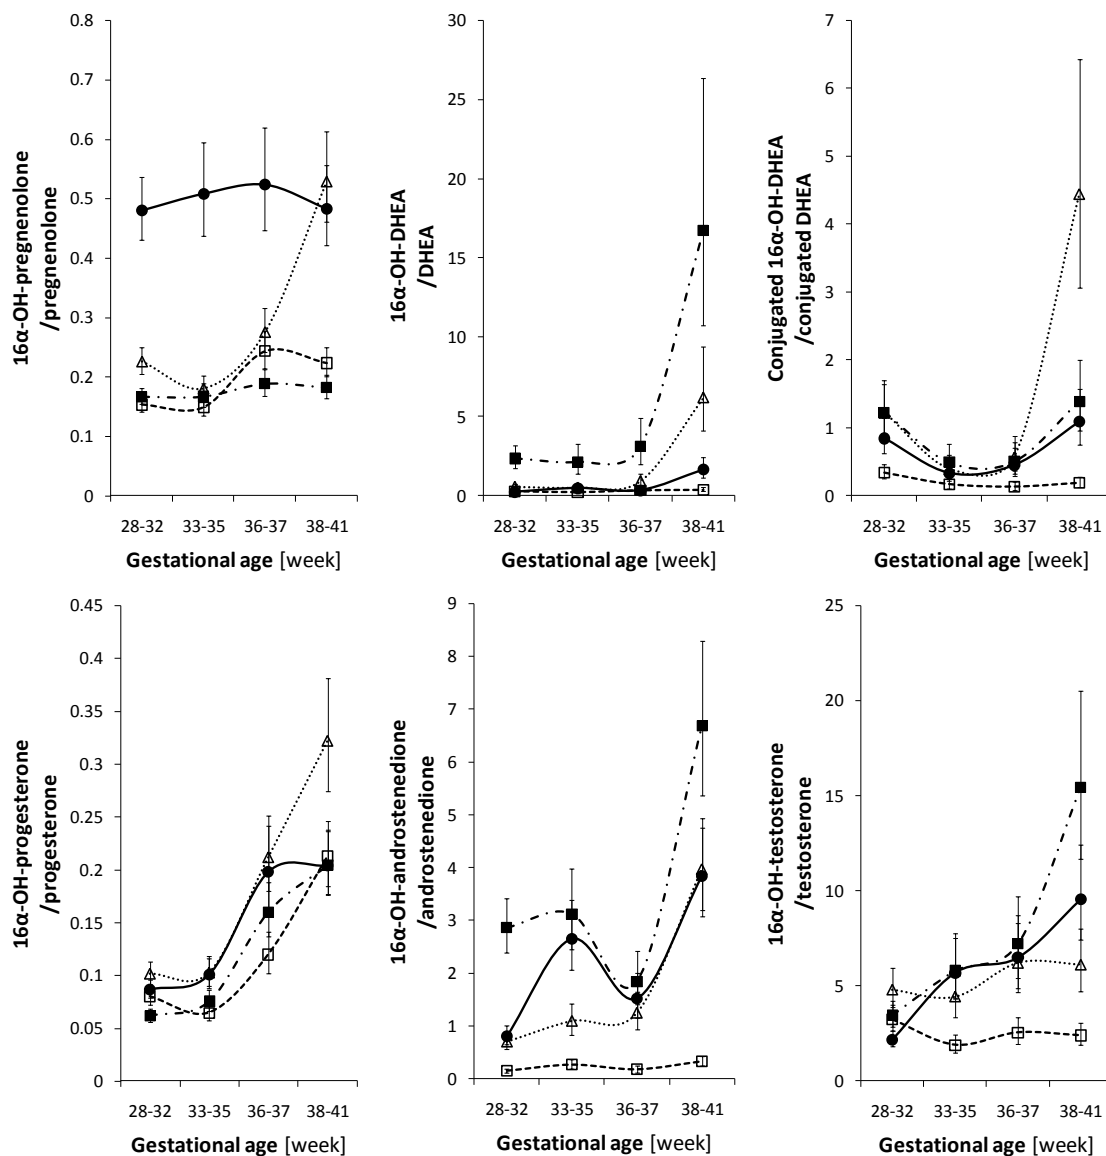 16α-OH-pregnenolone
/pregnenolone
0.8
0.7
0.6
0.5
0.4
0.3
0.2
0.1
0
28-32 33-35 36-37 38-41
Gestational age [week]
16α-OH-DHEA
/DHEA
30
25
20
15
10
5
0
28-32 33-35 36-37 38-41
Gestational age [week]
Conjugated 16α-OH-DHEA
/conjugated DHEA
7
6
5
4
3
2
1
0
28-32 33-35 36-37 38-41
Gestational age [week]
16α-OH-progesterone
/progesterone
0.45
0.4
0.35
0.3
0.25
0.2
0.15
0.1
0.05
0
28-32 33-35 36-37 38-41
Gestational age [week]
16α-OH-androstenedione
/androstenedione
9
8
7
6
5
4
3
2
1
0
28-32 33-35 36-37 38-41
Gestational age [week]
16α-OH-testosterone
/testosterone
25
20
15
10
5
0
28-32 33-35 36-37 38-41
Gestational age [week]